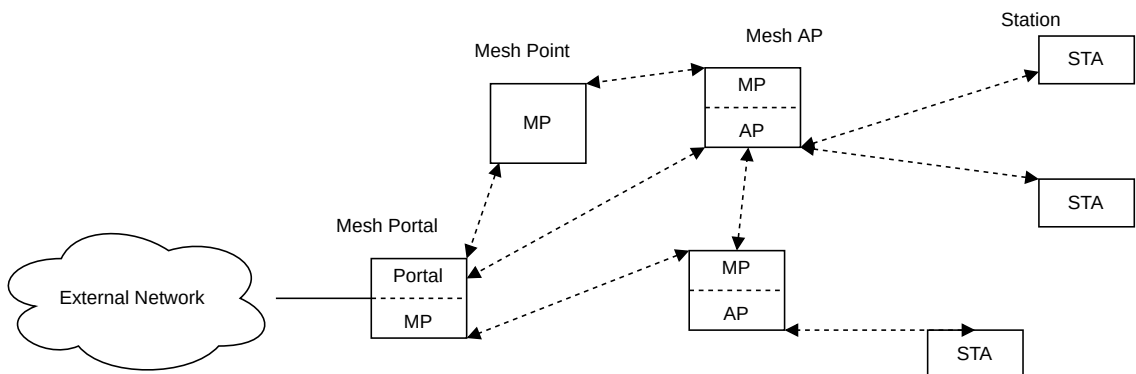 Station
Mesh AP
Mesh Point
STA
MP
MP
AP
STA
Mesh Portal
Portal
MP
External Network
MP
AP
STA